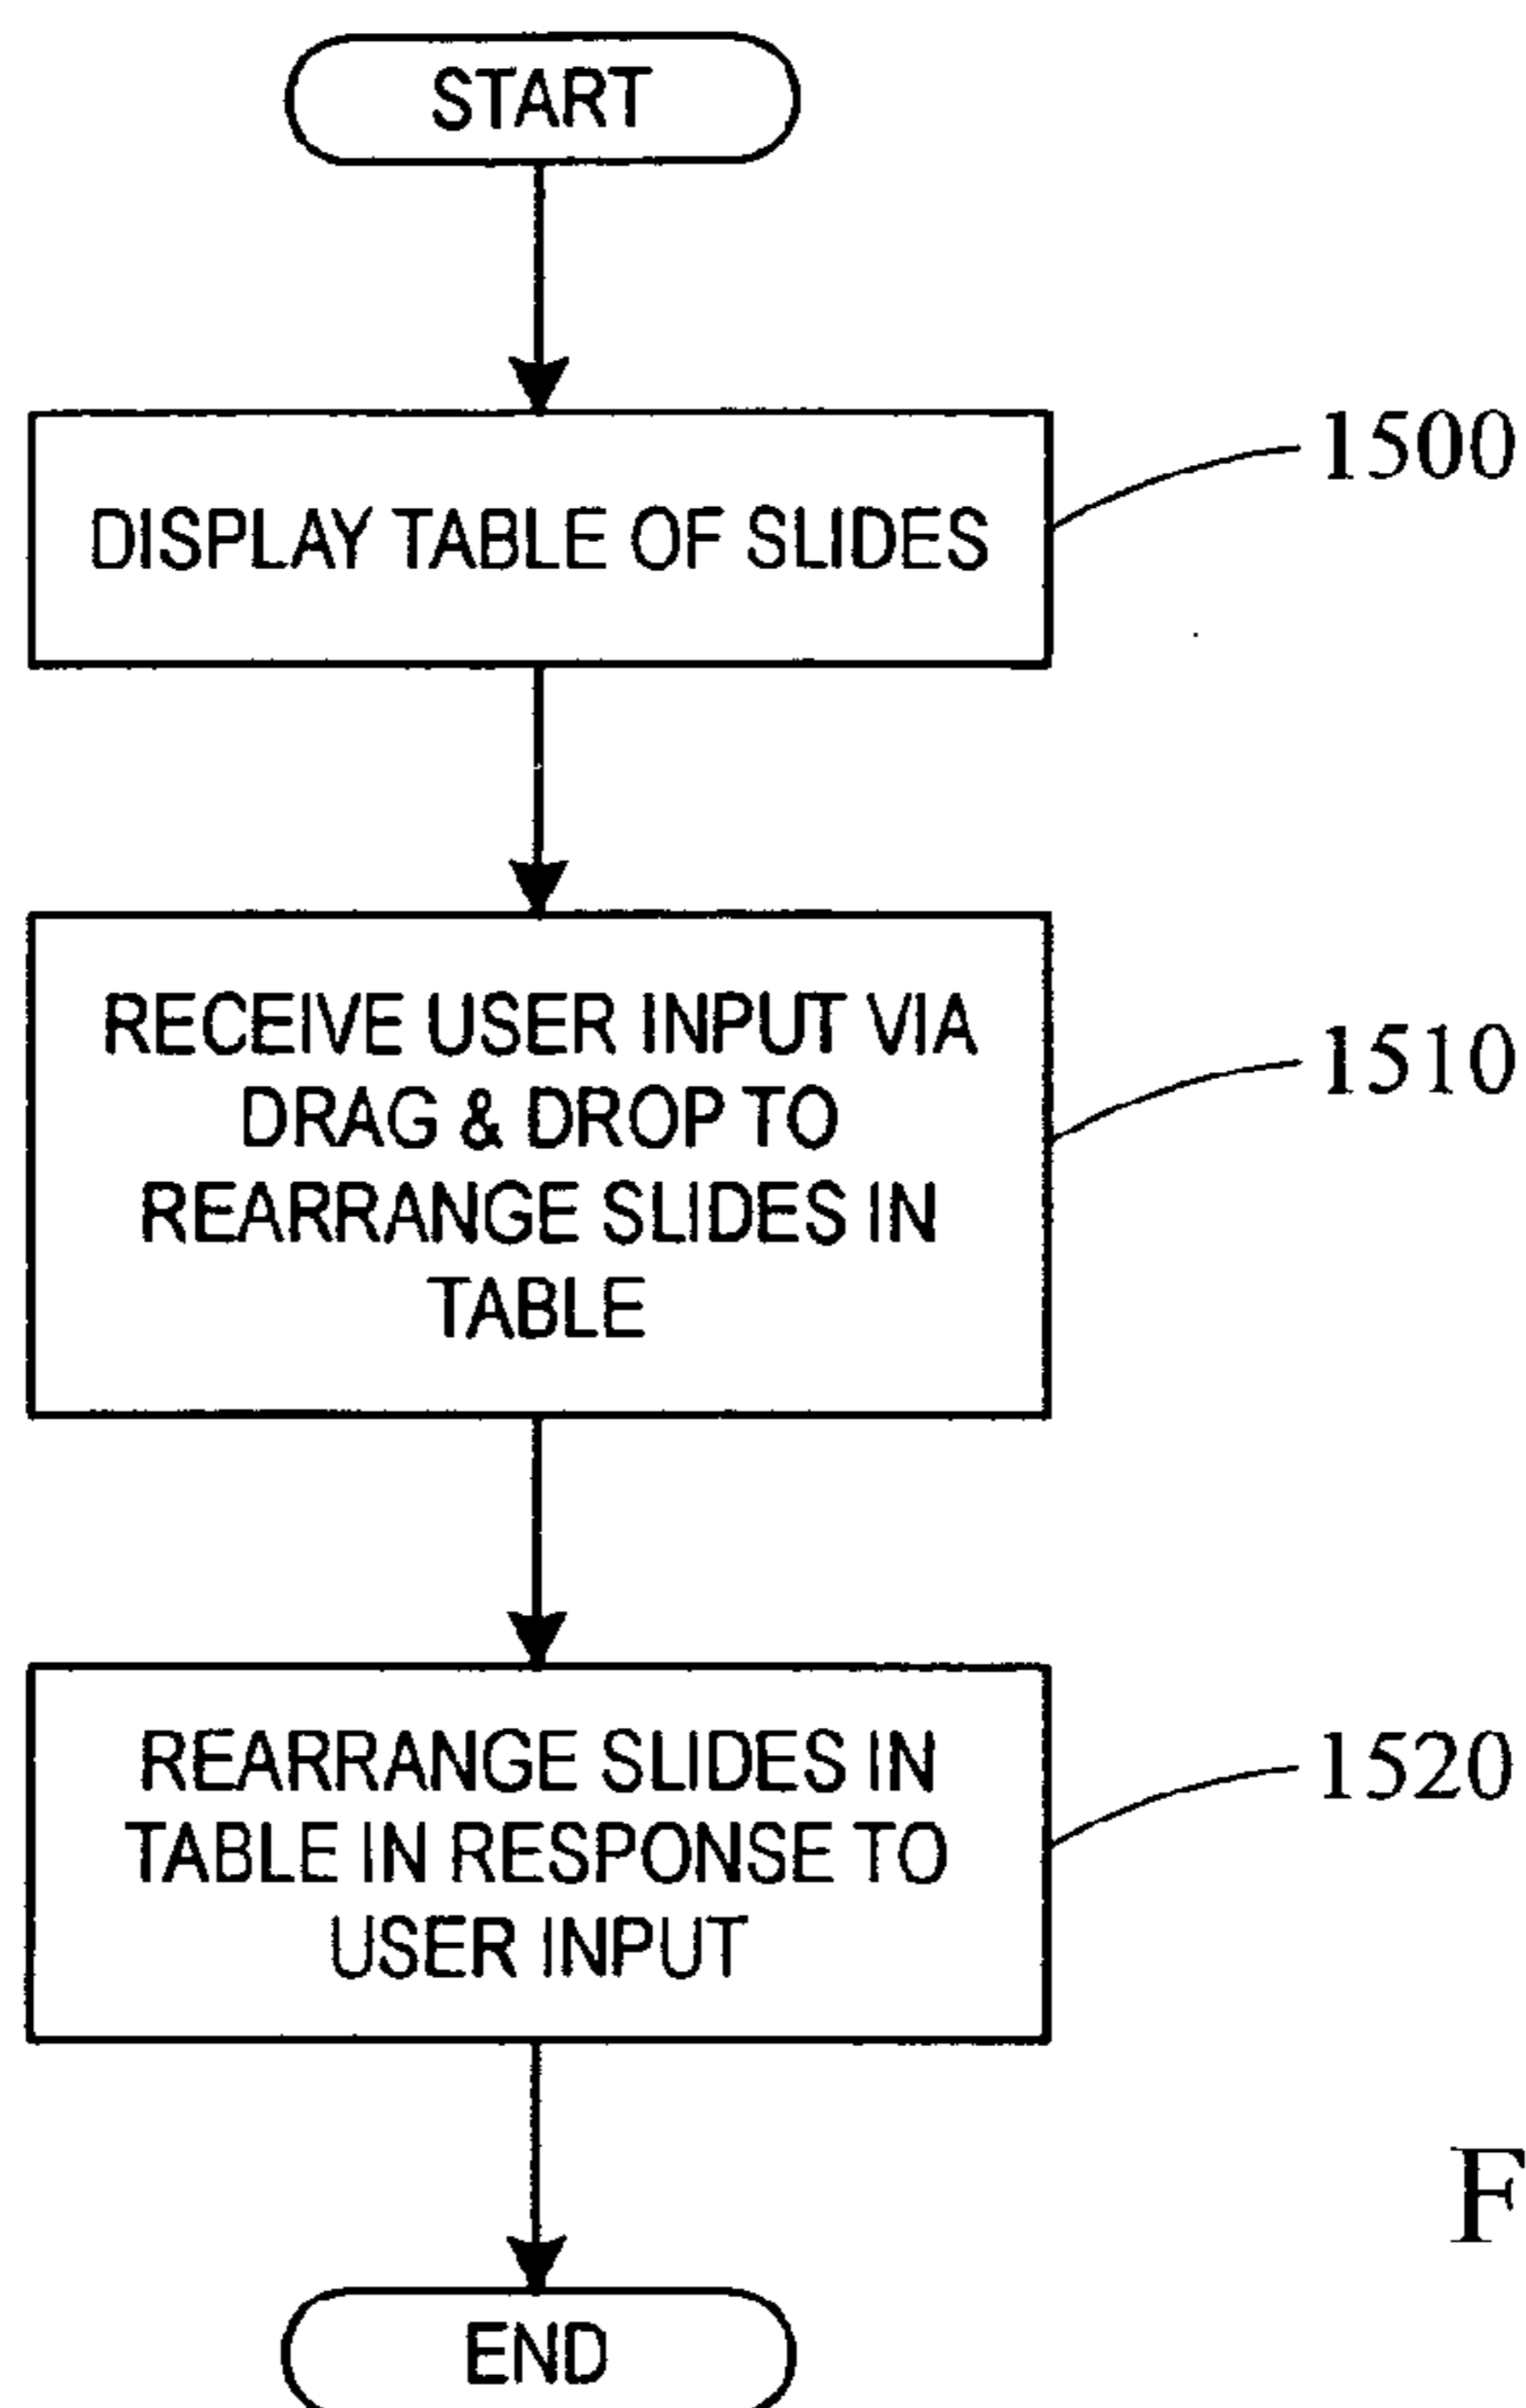 START
DISPLAY TABLE OF SLIDES
1500
RECEIVE USER INPUT VIA
DRAG & DROP TO
REARRANGE SLIDES IN
TABLE
1510
REARRANGE SLIDES IN
TABLE IN RESPONSE TO
USER INPUT
1520
F
END